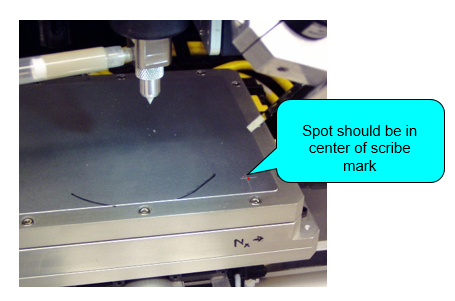 Spot should be in
center of scribe
mark
Nx →